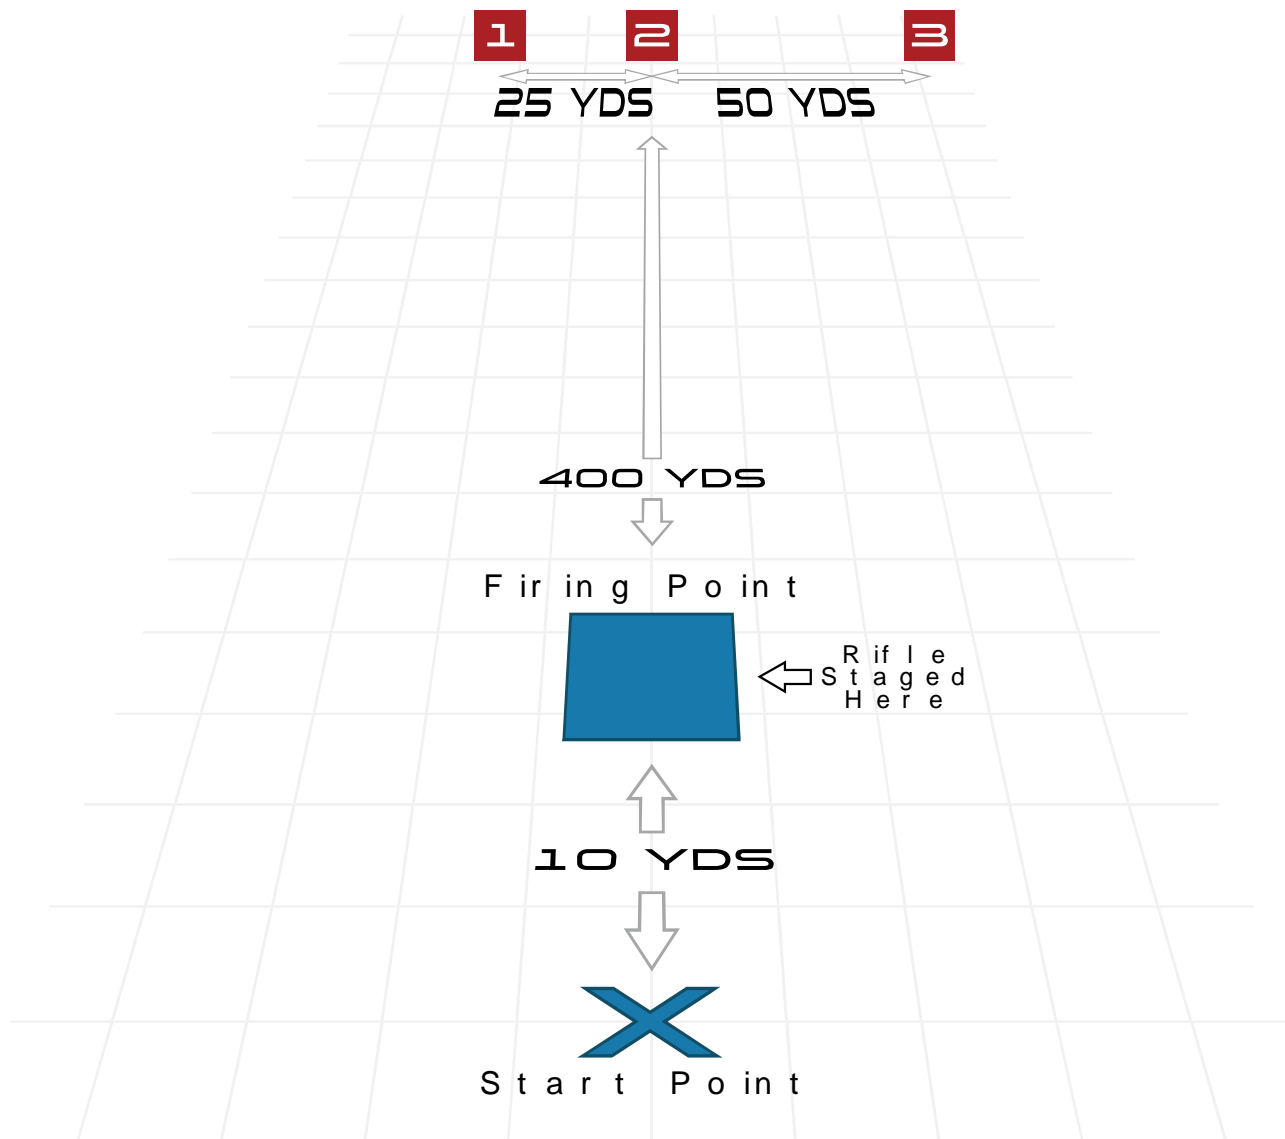 1 2 3
25 YDS 50 YDS
400 YDS
Firing Point
Rifle
Staged
Here
10 YDS
Start Point